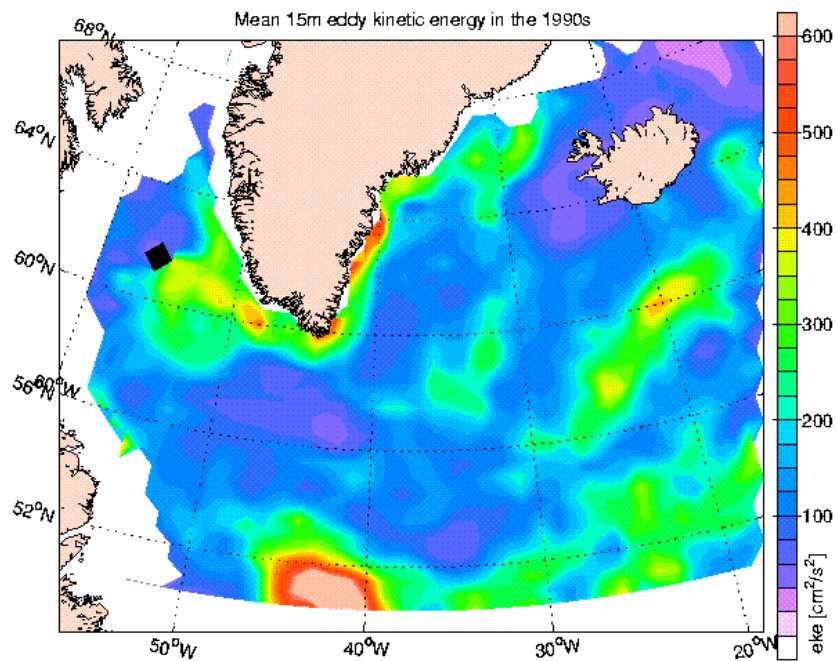 Mean 15m eddy kinetic energy in the 1990s
68°N
64°N
60°N
60°W
56°N
52°N
50°W
40°W
30°W
20°W
600
500
400
300
200
100
eke [cm²/s²]